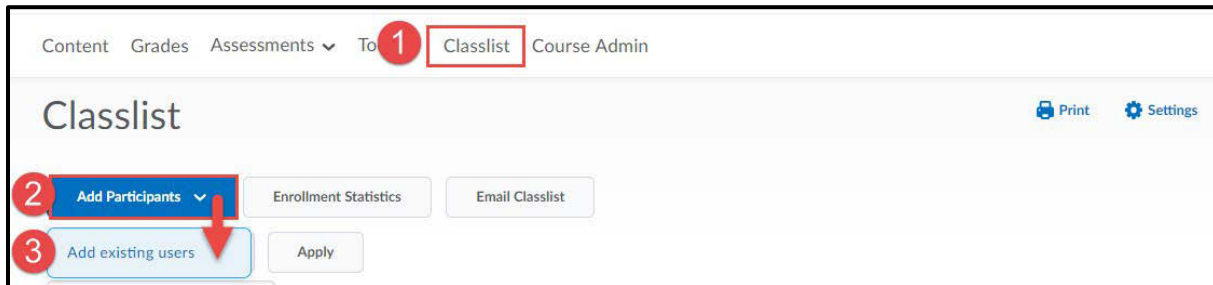 Content Grades Assessments To 1 Classlist Course Admin
Classlist Print Settings
2 Add Participants Enrollment Statistics Email Classlist
3 Add existing users Apply